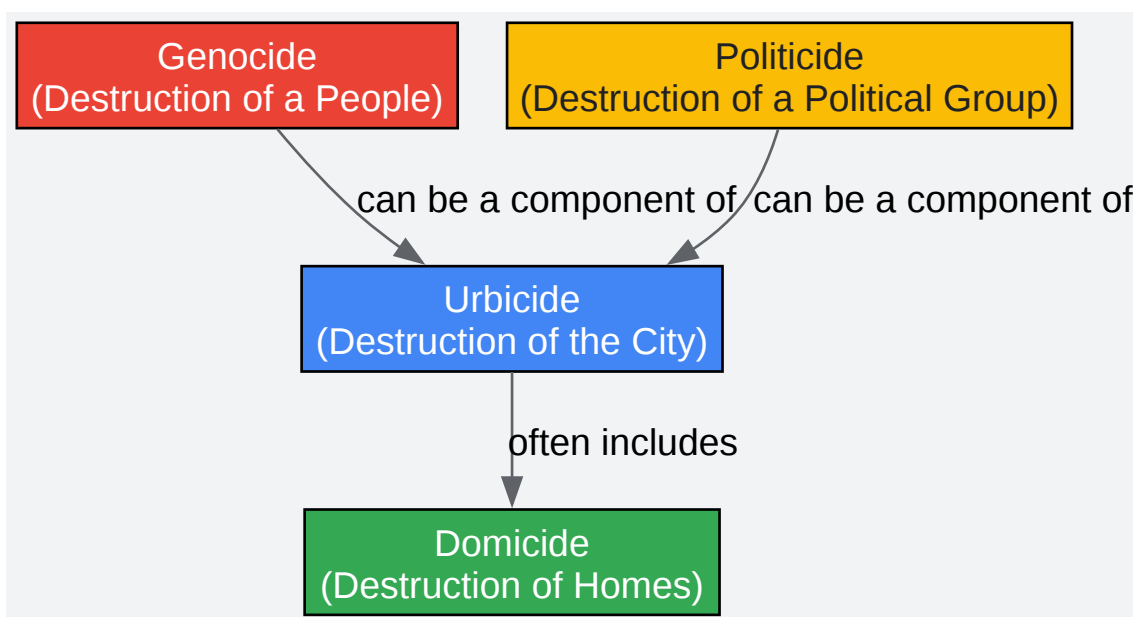 Genocide
(Destruction of a People)
Politicide
(Destruction of a Political Group)
can be a component of
can be a component of
Urbicide
(Destruction of the City)
often includes
Domicide
(Destruction of Homes)